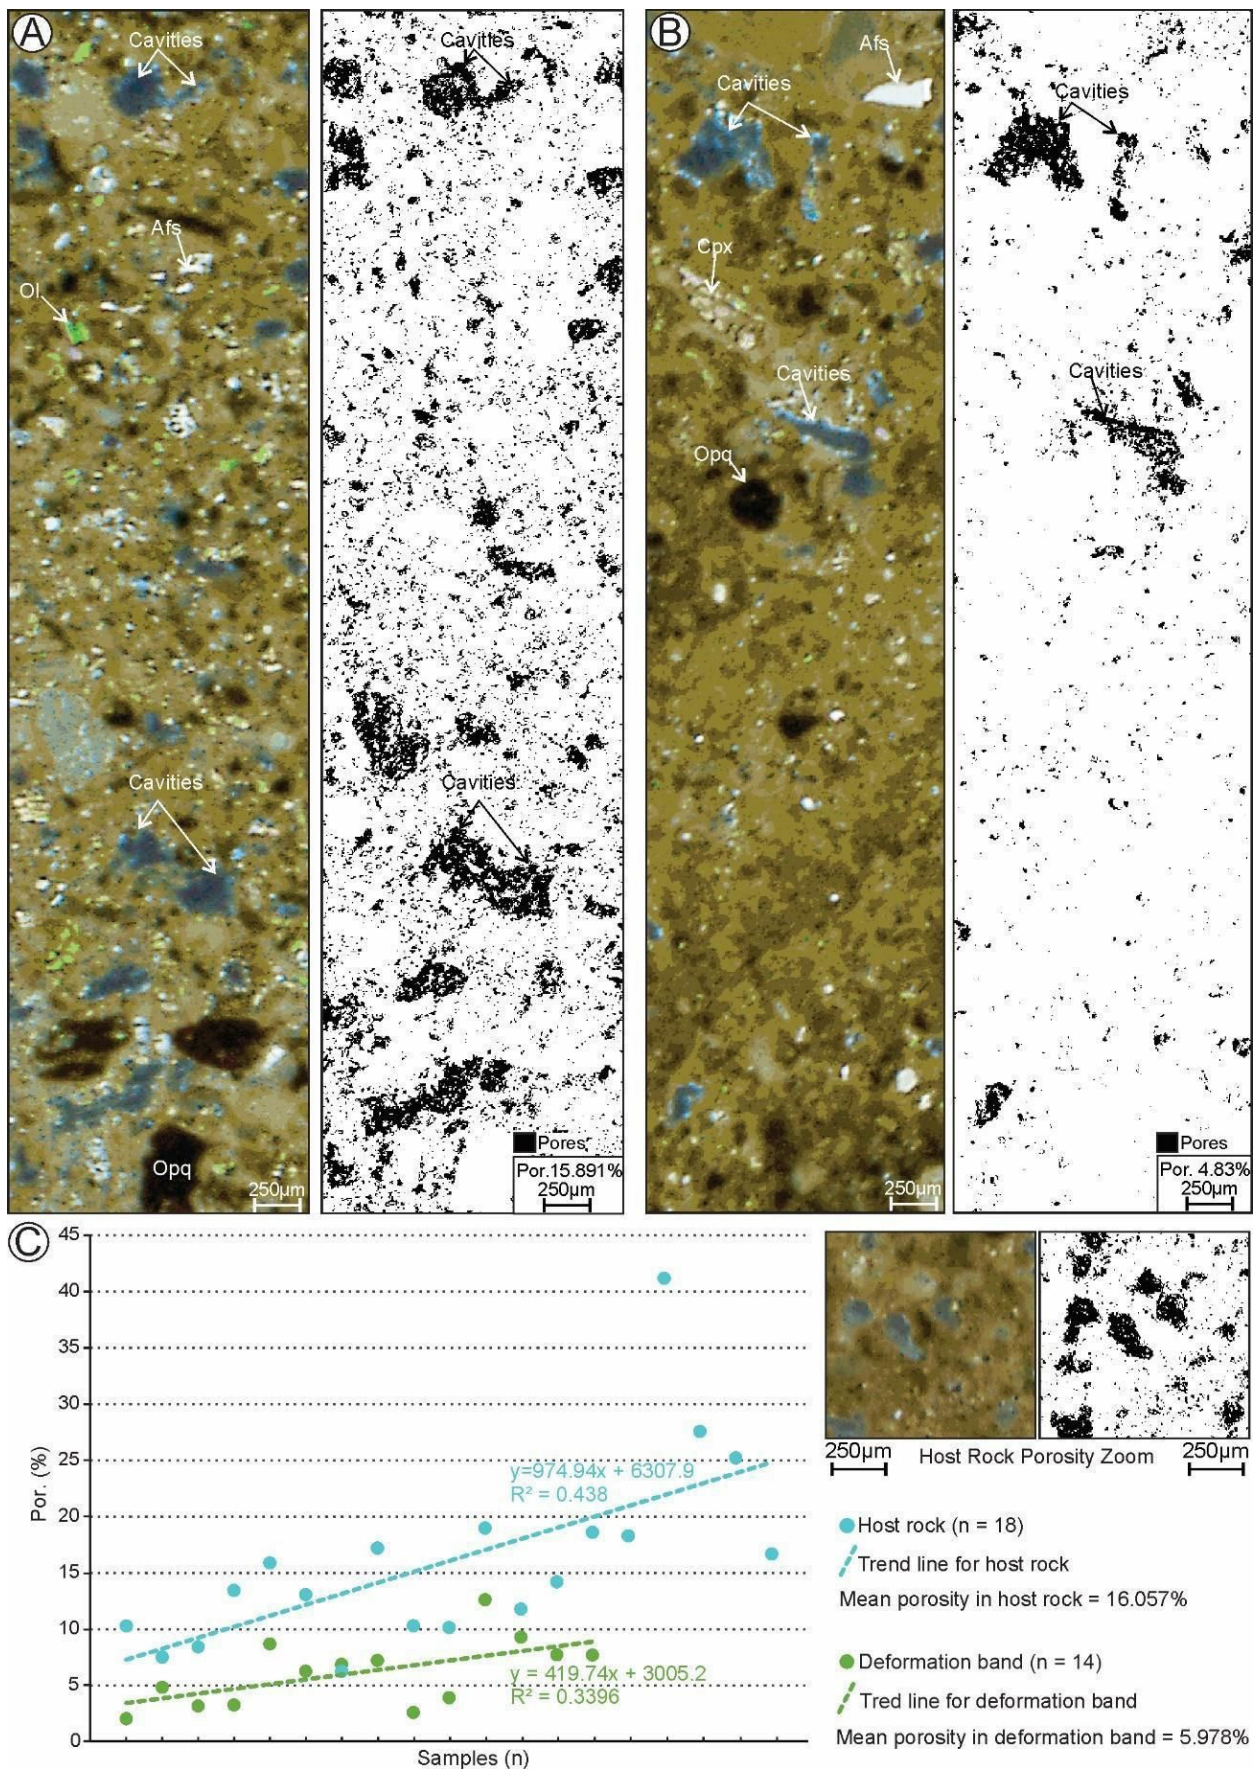 A
Cavities
Afs
Ol
Cavities
Opq
250µm
Cavities
Cavities
Pores
Por.15.891%
250µm
B
Afs
Cavities
Cpx
Cavities
Opq
250µm
Cavities
Cavities
Pores
Por. 4.83%
250µm
C
45
40
35
30
25
20
15
10
5
0
Por. (%)
Samples (n)
y=974.94x + 6307.9
R² = 0.438
y = 419.74x + 3005.2
R² = 0.3396
250µm
Host Rock Porosity Zoom
250µm
Host rock (n = 18)
Trend line for host rock
Mean porosity in host rock = 16.057%
Deformation band (n = 14)
Tred line for deformation band
Mean porosity in deformation band = 5.978%